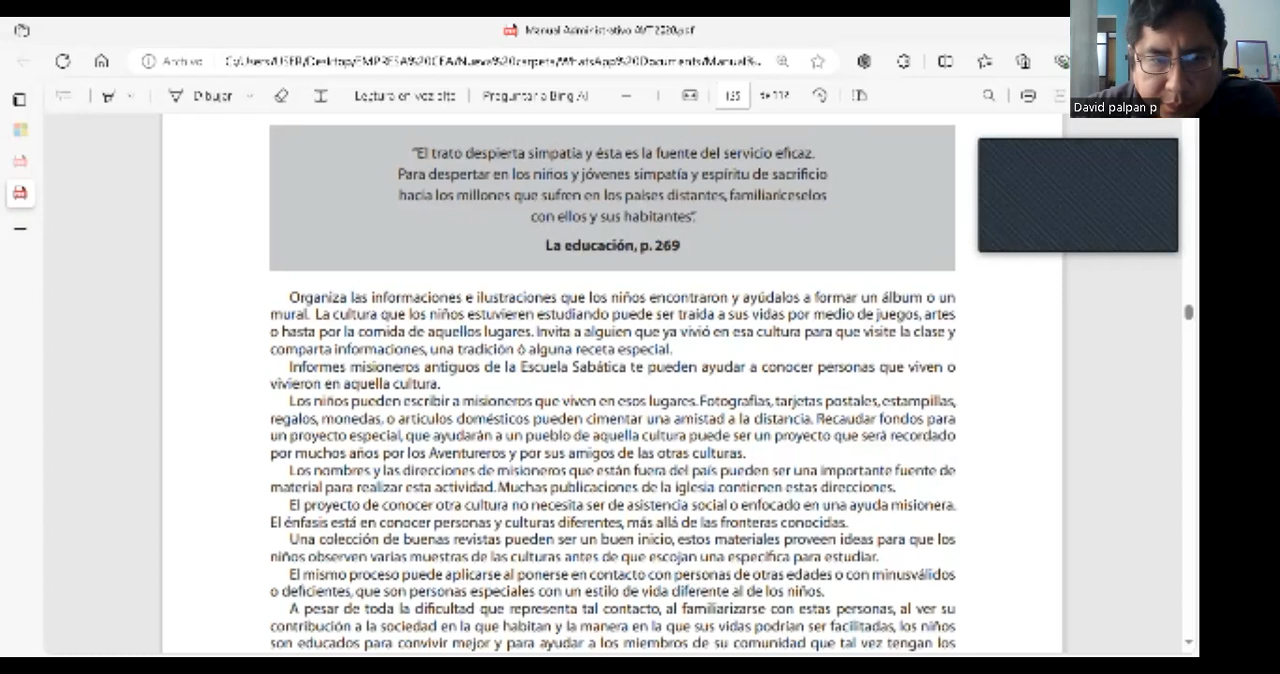 Manual Administrativo AVT 2020.pdf
David palpan p
Archivo
C:/Users/USER/Desktop/EMPRESA%20CEA/Nueva%20carpeta/WhatsApp%20Documents/Manual%...
Dibujar
Lectura en voz alta
Preguntar a Bing AI
"El trato despierta simpatía y ésta es la fuente del servicio eficaz.
Para despertar en los niños y jóvenes simpatía y espíritu de sacrificio
hacia los millones que sufren en los países distantes, familiaríceselos
con ellos y sus habitantes".
La educación, p. 269
Organiza las informaciones e ilustraciones que los niños encontraron y ayúdalos a formar un álbum o un
mural. La cultura que los niños estuvieren estudiando puede ser traída a sus vidas por medio de juegos, artes
o hasta por la comida de aquellos lugares. Invita a alguien que ya vivió en esa cultura para que visite la clase y
comparta informaciones, una tradición ó alguna receta especial.
Informes misioneros antiguos de la Escuela Sabática te pueden ayudar a conocer personas que viven o
vivieron en aquella cultura.
Los niños pueden escribir a misioneros que viven en esos lugares. Fotografías, tarjetas postales, estampillas,
regalos, monedas, o artículos domésticos pueden cimentar una amistad a la distancia. Recaudar fondos para
un proyecto especial, que ayudarán a un pueblo de aquella cultura puede ser un proyecto que será recordado
por muchos años por los Aventureros y por sus amigos de las otras culturas.
Los nombres y las direcciones de misioneros que están fuera del país pueden ser una importante fuente de
material para realizar esta actividad. Muchas publicaciones de la iglesia contienen estas direcciones.
El proyecto de conocer otra cultura no necesita ser de asistencia social o enfocado en una ayuda misionera.
El énfasis está en conocer personas y culturas diferentes, más allá de las fronteras conocidas.
Una colección de buenas revistas pueden ser un buen inicio, estos materiales proveen ideas para que los
niños observen varias muestras de las culturas antes de que escojan una específica para estudiar.
El mismo proceso puede aplicarse al ponerse en contacto con personas de otras edades o con minusválidos
o deficientes, que son personas especiales con un estilo de vida diferente al de los niños.
A pesar de toda la dificultad que representa tal contacto, al familiarizarse con estas personas, al ver su
contribución a la sociedad en la que habitan y la manera en la que sus vidas podrían ser facilitadas, los niños
son educados para convivir mejor y para ayudar a los miembros de su comunidad que tal vez tengan los